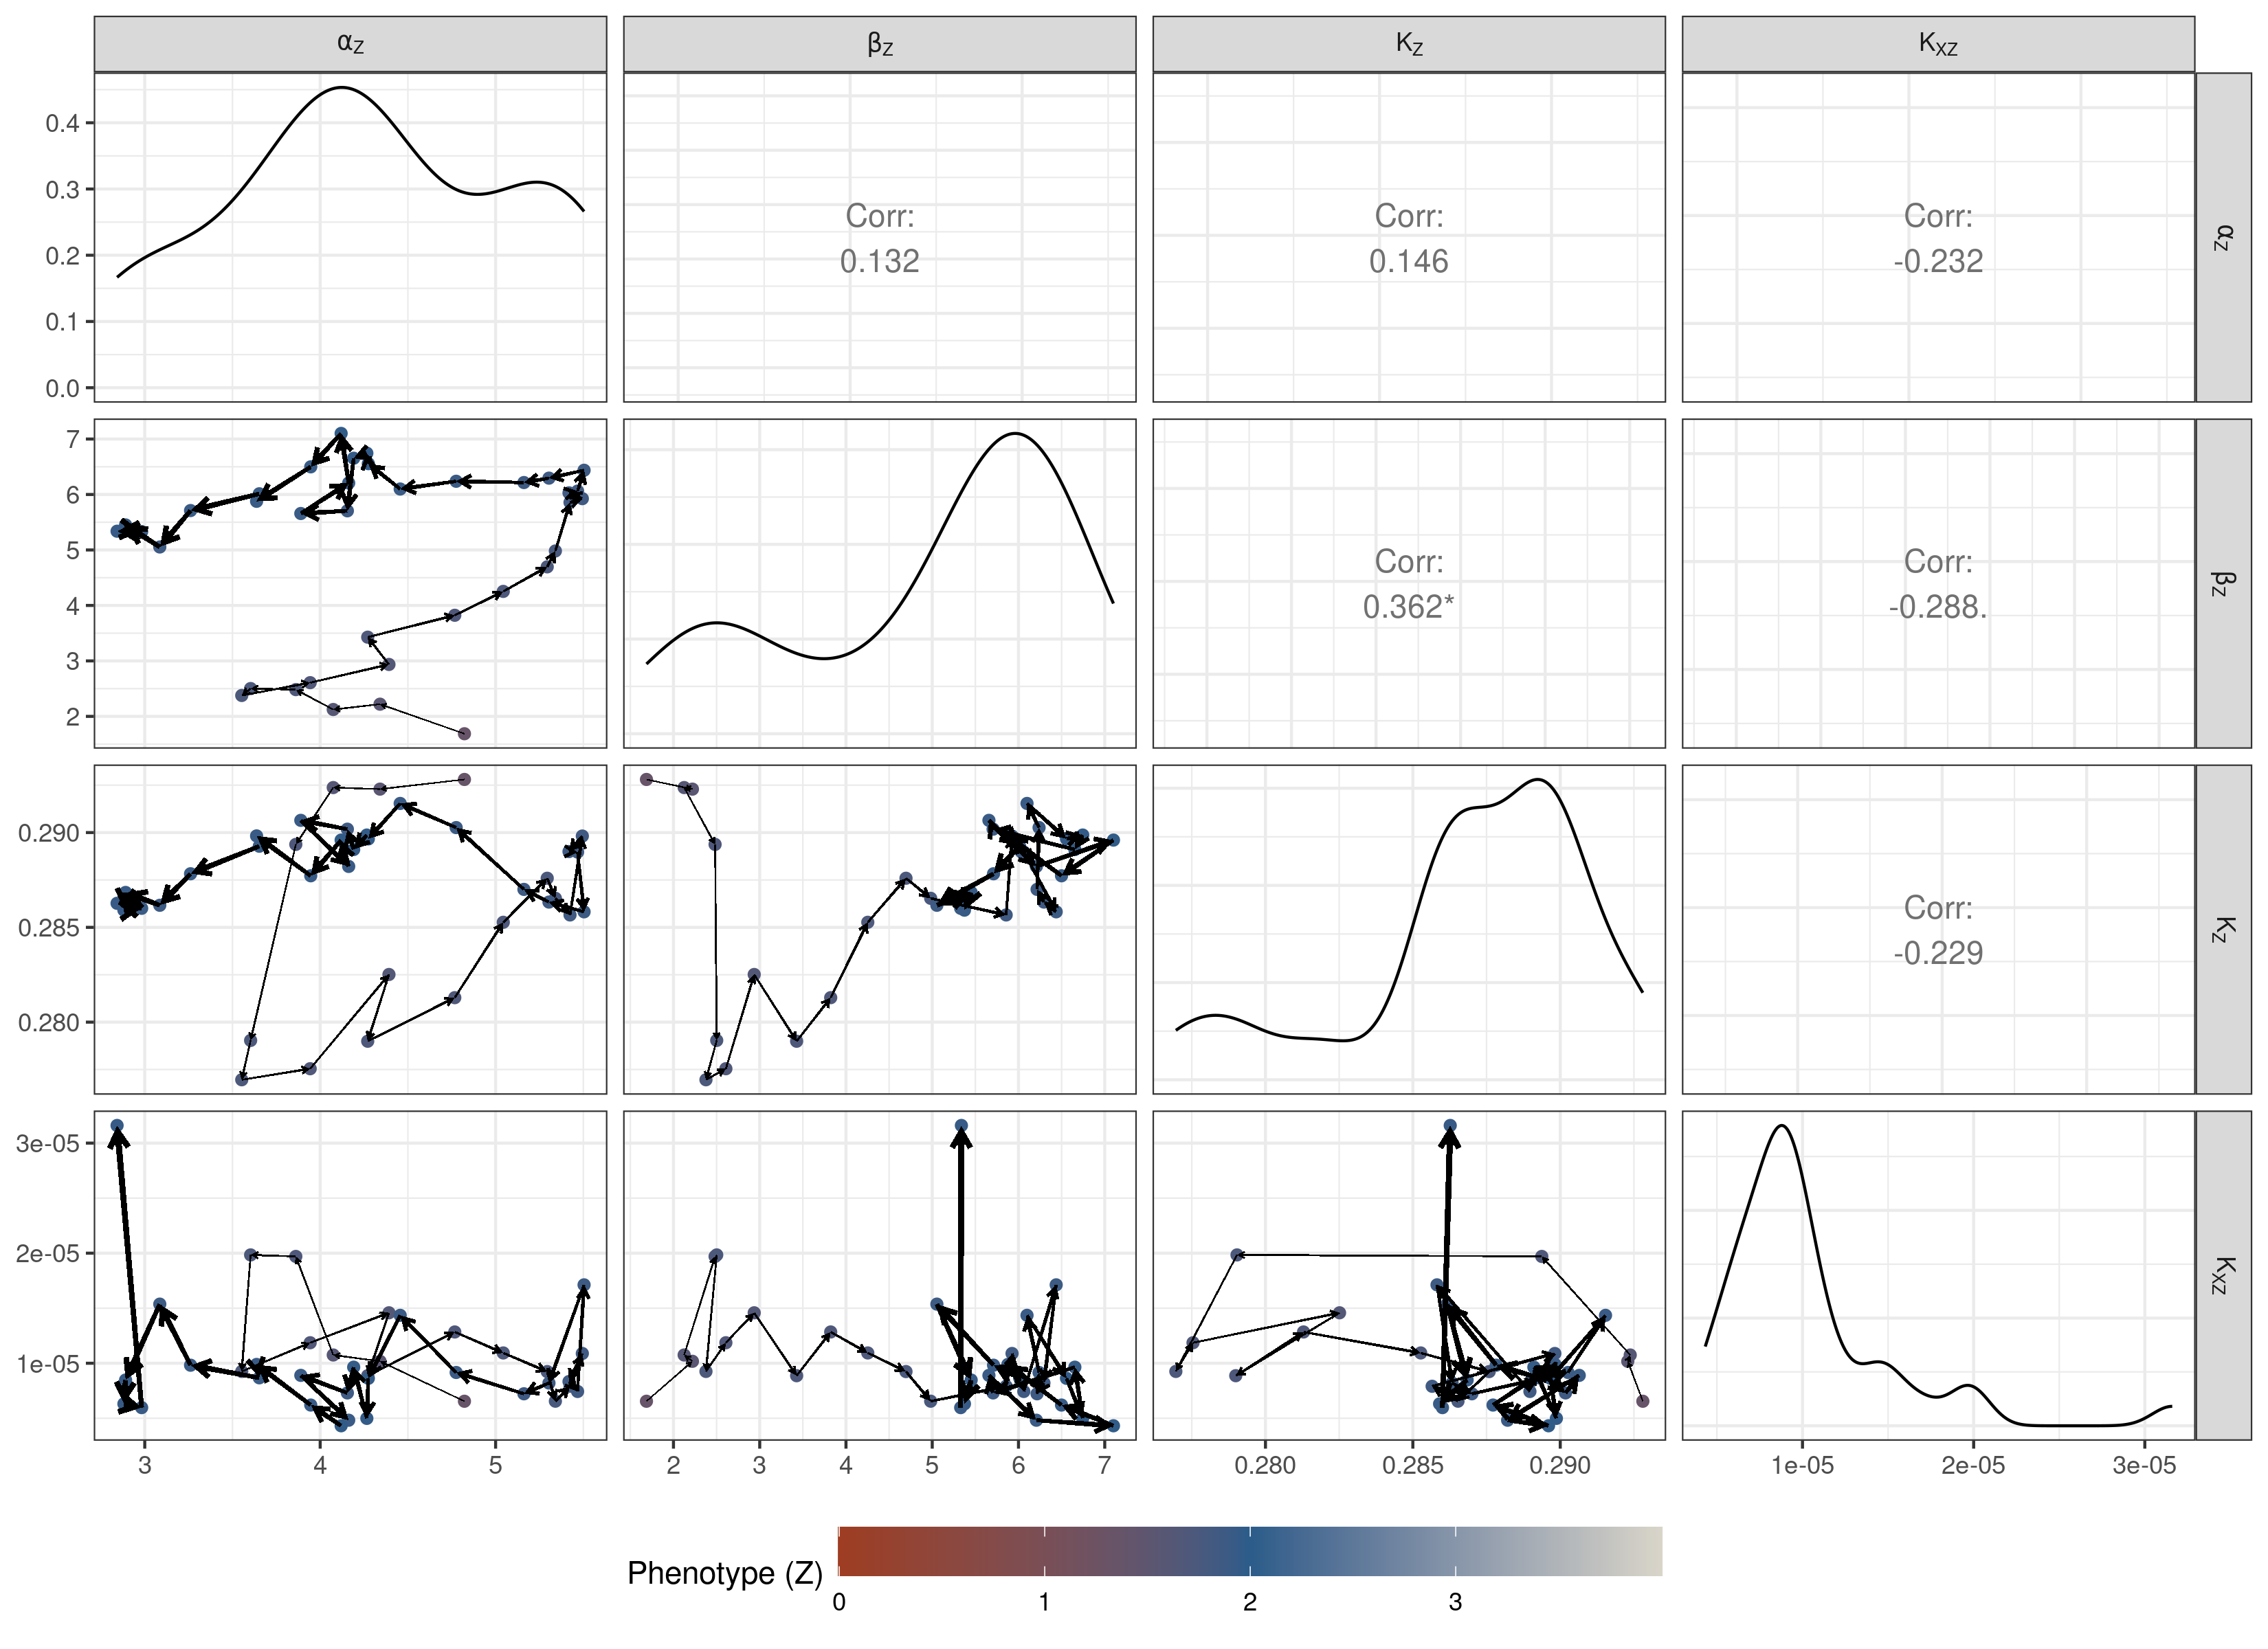 αZ βZ KZ KXZ
0.4
0.3
0.2
0.1
0.0
Corr:
0.132
Corr:
0.146
Corr:
-0.232
αZ
7
6
5
4
3
2
Corr:
0.362*
Corr:
-0.288.
βZ
0.290
0.285
0.280
Corr:
-0.229
KZ
3e-05
2e-05
1e-05
KXZ
3 4 5 2 3 4 5 6 7 0.280 0.285 0.290 1e-05 2e-05 3e-05
Phenotype (Z)
0 1 2 3